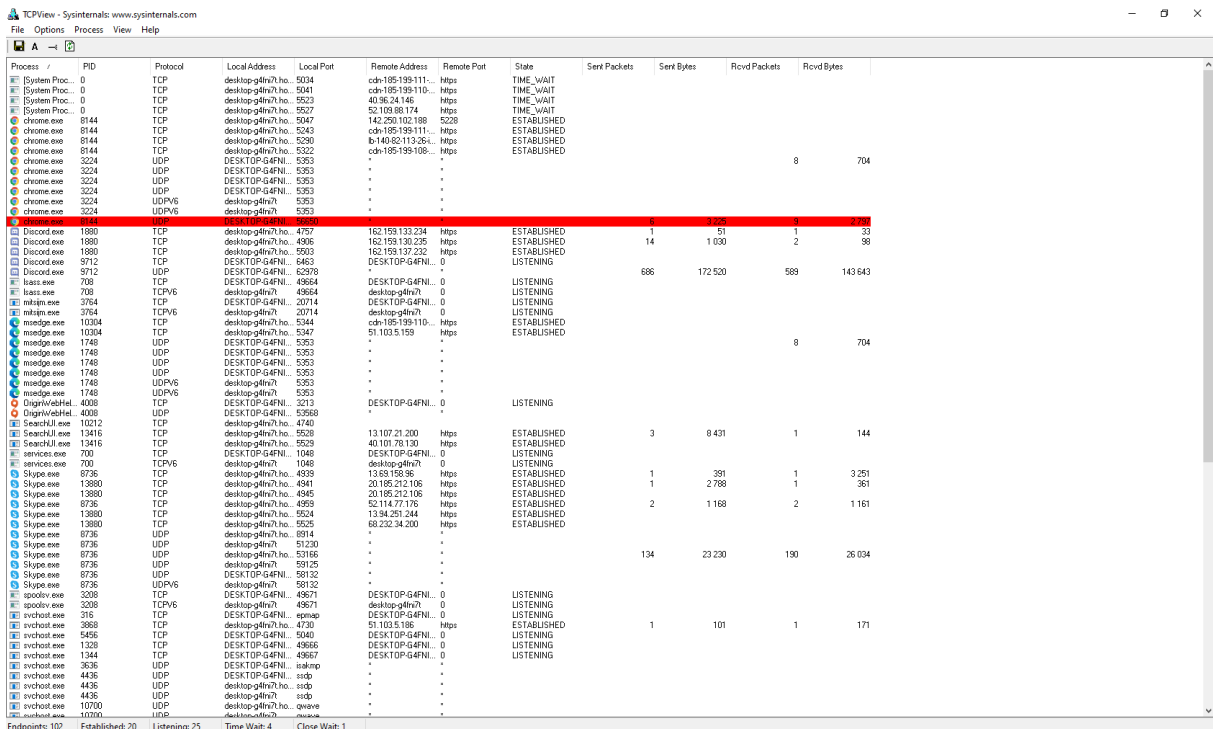 TCPView - Sysinternals: www.sysinternals.com
File Options Process View Help
A
Process / PID Protocol Local Address Local Port Remote Address Remote Port State Sent Packets Sent Bytes Rcvd Packets Rcvd Bytes
[System Proc... 0 TCP desktop-g4fni7t.ho... 5034 cdn-185-199-111-... https TIME_WAIT
[System Proc... 0 TCP desktop-g4fni7t.ho... 5041 cdn-185-199-110-... https TIME_WAIT
[System Proc... 0 TCP desktop-g4fni7t.ho... 5523 40.96.24.146 https TIME_WAIT
[System Proc... 0 TCP desktop-g4fni7t.ho... 5527 52.109.88.174 https TIME_WAIT
chrome.exe 8144 TCP desktop-g4fni7t.ho... 5047 142.250.102.188 5228 ESTABLISHED
chrome.exe 8144 TCP desktop-g4fni7t.ho... 5243 cdn-185-199-111-... https ESTABLISHED
chrome.exe 8144 TCP desktop-g4fni7t.ho... 5290 lb-140-82-113-26-i... https ESTABLISHED
chrome.exe 8144 TCP desktop-g4fni7t.ho... 5322 cdn-185-199-108-... https ESTABLISHED
chrome.exe 3224 UDP DESKTOP-G4FNI... 5353 * * 8 704
chrome.exe 3224 UDP DESKTOP-G4FNI... 5353 * *
chrome.exe 3224 UDP DESKTOP-G4FNI... 5353 * *
chrome.exe 3224 UDP DESKTOP-G4FNI... 5353 * *
chrome.exe 3224 UDPV6 desktop-g4fni7t 5353 * *
chrome.exe 3224 UDPV6 desktop-g4fni7t 5353 * *
chrome.exe 8144 UDP DESKTOP-G4FNI... 56650 * * 6 3 225 9 2 797
Discord.exe 1880 TCP desktop-g4fni7t.ho... 4757 162.159.133.234 https ESTABLISHED 1 51 1 33
Discord.exe 1880 TCP desktop-g4fni7t.ho... 4906 162.159.130.235 https ESTABLISHED 14 1 030 2 98
Discord.exe 1880 TCP desktop-g4fni7t.ho... 5503 162.159.137.232 https ESTABLISHED
Discord.exe 9712 TCP DESKTOP-G4FNI... 6463 DESKTOP-G4FNI... 0 LISTENING
Discord.exe 9712 UDP DESKTOP-G4FNI... 62978 * * 686 172 520 589 143 643
lsass.exe 708 TCP DESKTOP-G4FNI... 49664 DESKTOP-G4FNI... 0 LISTENING
lsass.exe 708 TCPV6 desktop-g4fni7t 49664 desktop-g4fni7t 0 LISTENING
mitsijm.exe 3764 TCP DESKTOP-G4FNI... 20714 DESKTOP-G4FNI... 0 LISTENING
mitsijm.exe 3764 TCPV6 desktop-g4fni7t 20714 desktop-g4fni7t 0 LISTENING
msedge.exe 10304 TCP desktop-g4fni7t.ho... 5344 cdn-185-199-110-... https ESTABLISHED
msedge.exe 10304 TCP desktop-g4fni7t.ho... 5347 51.103.5.159 https ESTABLISHED
msedge.exe 1748 UDP DESKTOP-G4FNI... 5353 * * 8 704
msedge.exe 1748 UDP DESKTOP-G4FNI... 5353 * *
msedge.exe 1748 UDP DESKTOP-G4FNI... 5353 * *
msedge.exe 1748 UDP DESKTOP-G4FNI... 5353 * *
msedge.exe 1748 UDPV6 desktop-g4fni7t 5353 * *
msedge.exe 1748 UDPV6 desktop-g4fni7t 5353 * *
OriginWebHel... 4008 TCP DESKTOP-G4FNI... 3213 DESKTOP-G4FNI... 0 LISTENING
OriginWebHel... 4008 UDP DESKTOP-G4FNI... 53568 * *
SearchUI.exe 10212 TCP desktop-g4fni7t.ho... 4740
SearchUI.exe 13416 TCP desktop-g4fni7t.ho... 5528 13.107.21.200 https ESTABLISHED 3 8 431 1 144
SearchUI.exe 13416 TCP desktop-g4fni7t.ho... 5529 40.101.78.130 https ESTABLISHED
services.exe 700 TCP DESKTOP-G4FNI... 1048 DESKTOP-G4FNI... 0 LISTENING
services.exe 700 TCPV6 desktop-g4fni7t 1048 desktop-g4fni7t 0 LISTENING
Skype.exe 8736 TCP desktop-g4fni7t.ho... 4939 13.69.158.96 https ESTABLISHED 1 391 1 3 251
Skype.exe 13880 TCP desktop-g4fni7t.ho... 4941 20.185.212.106 https ESTABLISHED 1 2 788 1 361
Skype.exe 13880 TCP desktop-g4fni7t.ho... 4945 20.185.212.106 https ESTABLISHED
Skype.exe 8736 TCP desktop-g4fni7t.ho... 4959 52.114.77.176 https ESTABLISHED 2 1 168 2 1 161
Skype.exe 13880 TCP desktop-g4fni7t.ho... 5524 13.94.251.244 https ESTABLISHED
Skype.exe 13880 TCP desktop-g4fni7t.ho... 5525 68.232.34.200 https ESTABLISHED
Skype.exe 8736 UDP desktop-g4fni7t.ho... 8914 * *
Skype.exe 8736 UDP desktop-g4fni7t 51230 * *
Skype.exe 8736 UDP desktop-g4fni7t.ho... 53166 * * 134 23 230 190 26 034
Skype.exe 8736 UDP desktop-g4fni7t 59125 * *
Skype.exe 8736 UDP DESKTOP-G4FNI... 58132 * *
Skype.exe 8736 UDPV6 desktop-g4fni7t 58132 * *
spoolsv.exe 3208 TCP DESKTOP-G4FNI... 49671 DESKTOP-G4FNI... 0 LISTENING
spoolsv.exe 3208 TCPV6 desktop-g4fni7t 49671 desktop-g4fni7t 0 LISTENING
svchost.exe 316 TCP DESKTOP-G4FNI... epmap DESKTOP-G4FNI... 0 LISTENING
svchost.exe 3868 TCP desktop-g4fni7t.ho... 4730 51.103.5.186 https ESTABLISHED 1 101 1 171
svchost.exe 5456 TCP DESKTOP-G4FNI... 5040 DESKTOP-G4FNI... 0 LISTENING
svchost.exe 1328 TCP DESKTOP-G4FNI... 49666 DESKTOP-G4FNI... 0 LISTENING
svchost.exe 1344 TCP DESKTOP-G4FNI... 49667 DESKTOP-G4FNI... 0 LISTENING
svchost.exe 3636 UDP DESKTOP-G4FNI... isakmp * *
svchost.exe 4436 UDP DESKTOP-G4FNI... ssdp * *
svchost.exe 4436 UDP desktop-g4fni7t.ho... ssdp * *
svchost.exe 4436 UDP desktop-g4fni7t ssdp * *
svchost.exe 10700 UDP desktop-g4fni7t.ho... qwave * *
svchost.exe 10700 UDP desktop-g4fni7t qwave * *
Endpoints: 102 Established: 20 Listening: 25 Time Wait: 4 Close Wait: 1